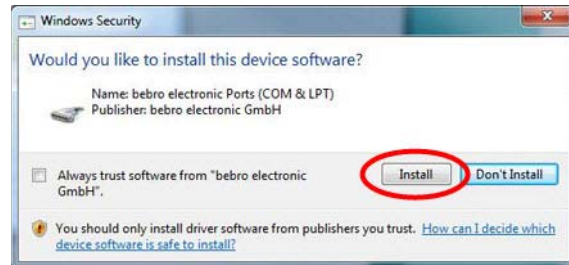 Windows Security
Would you like to install this device software?
Name: bebro electronic Ports (COM & LPT)
Publisher: bebro electronic GmbH
Always trust software from "bebro electronic
GmbH".
Install
Don't Install
You should only install driver software from publishers you trust. How can I decide which
device software is safe to install?